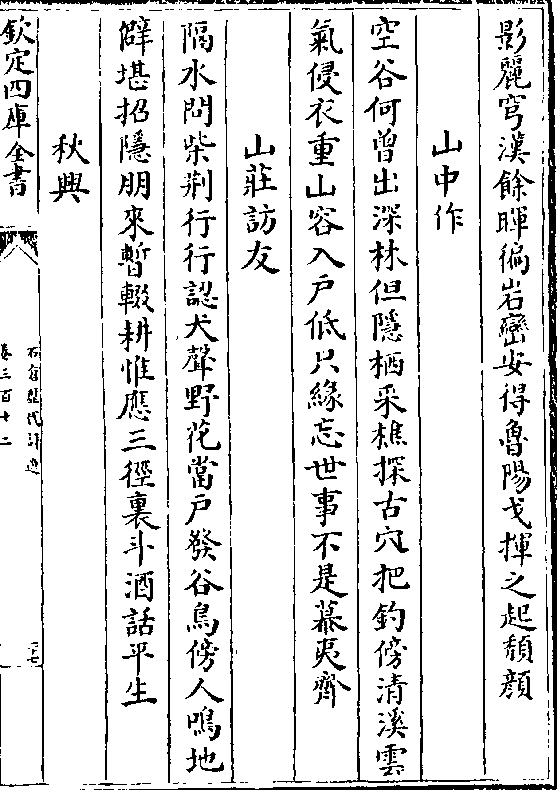 影麗穹漢餘暉徧岩巒安得魯陽戈揮之起頹顔
山中作
空谷何曾出深林但隱栖采樵探古穴把釣傍清溪雲
氣侵衣重山容入戶低只緣忘世事不是慕夷齊
山莊訪友
隔水問柴荆行行認犬聲野花當戶發谷鳥傍人鳴地
僻堪招隱朋來暫輟耕惟應三徑裏斗酒話平生
秋興
欽定四庫全書
石倉歷代詩選
卷三百十二